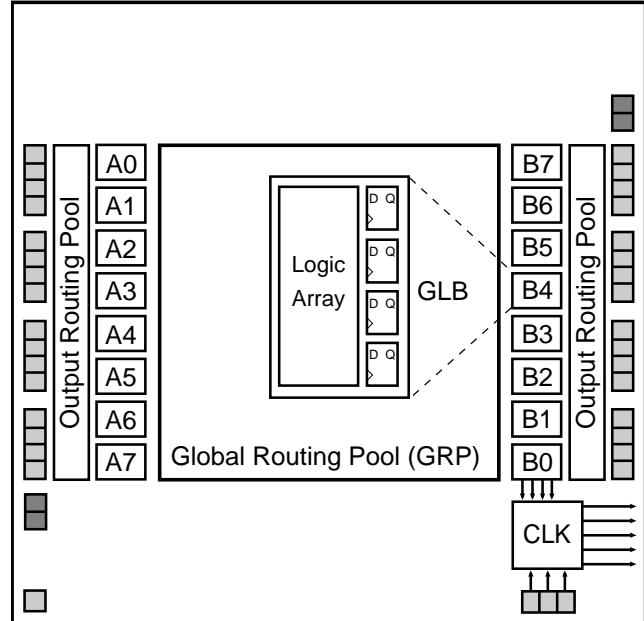 Output Routing Pool
A0
A1
A2
A3
A4
A5
A6
A7
Logic
Array
D Q
D Q
D Q
D Q
GLB
Global Routing Pool (GRP)
B7
B6
B5
B4
B3
B2
B1
B0
Output Routing Pool
CLK